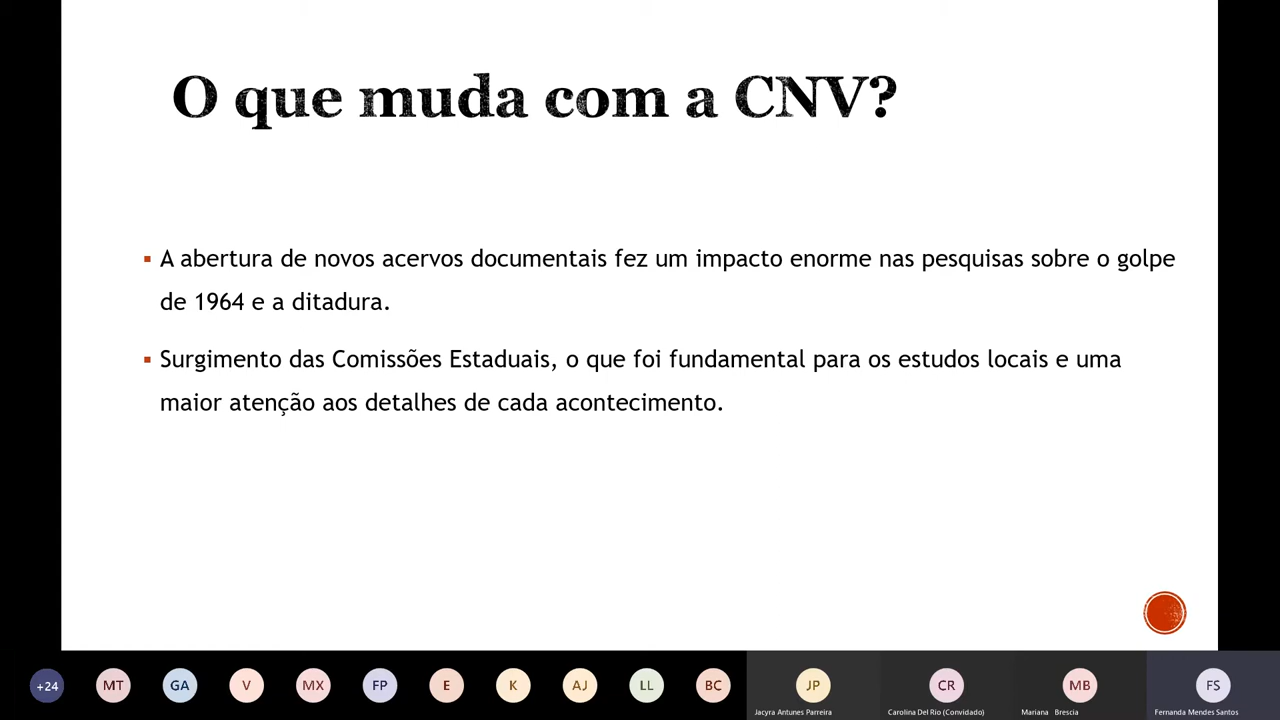 O que muda com a CNV?
A abertura de novos acervos documentais fez um impacto enorme nas pesquisas sobre o golpe
de 1964 e a ditadura.
Surgimento das Comissões Estaduais, o que foi fundamental para os estudos locais e uma
maior atenção aos detalhes de cada acontecimento.
+24 MT GA V MX FP E K AJ LL BC JP CR MB FS
Jacyra Antunes Parreira Carolina Del Rio (Convidado) Mariana Brescia Fernanda Mendes Santos